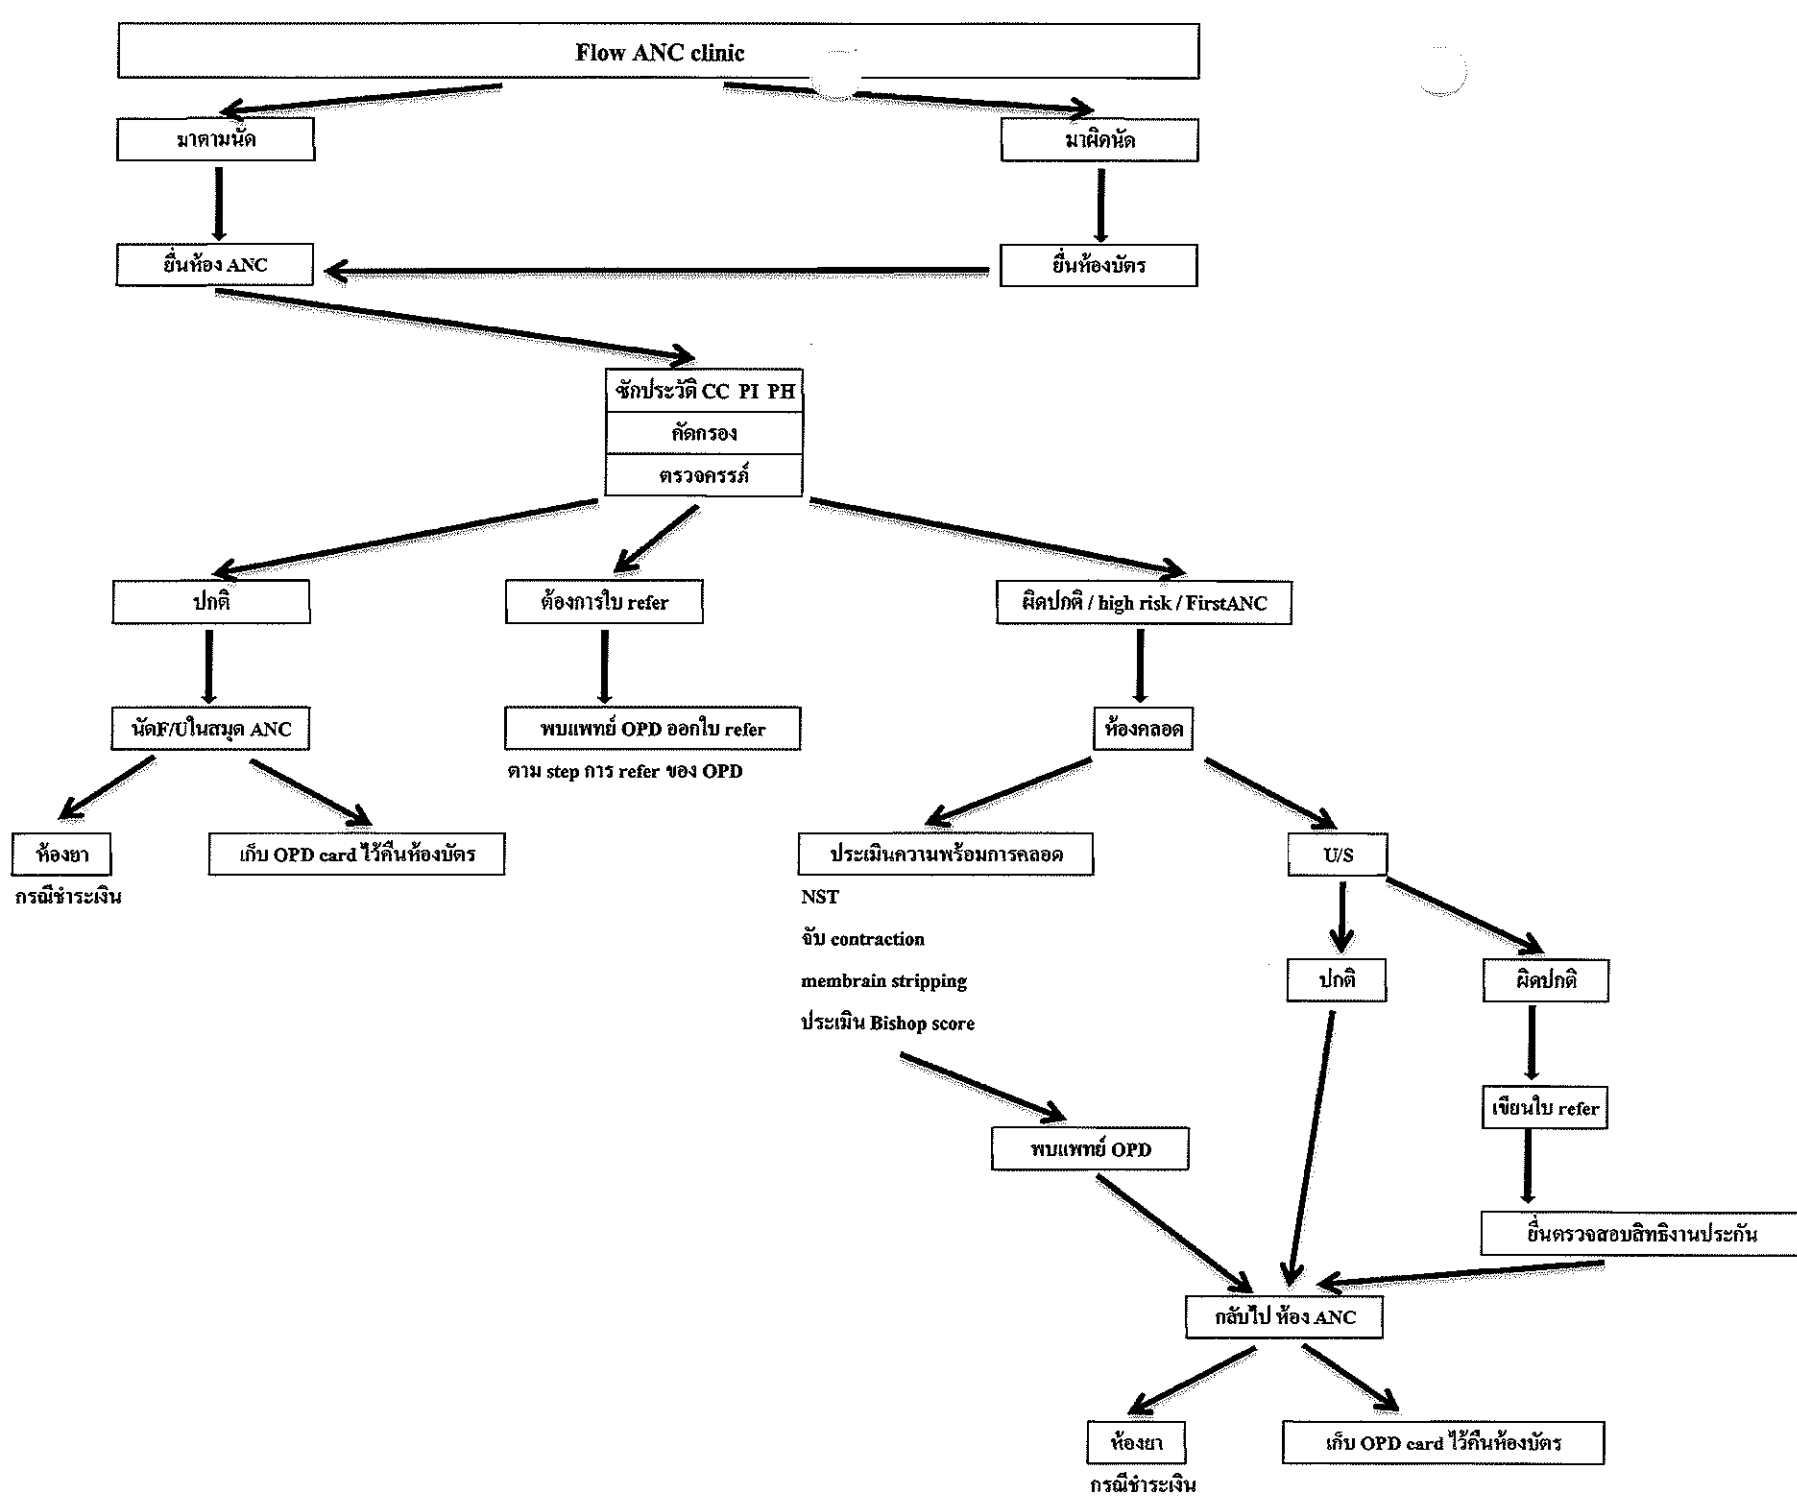 Flow ANC clinic
มาตามนัด
มาผิดนัด
ยื่นห้อง ANC
ยื่นห้องบัตร
ซักประวัติ CC PI PH
คัดกรอง
ตรวจครรภ์
ปกติ
ต้องการใบ refer
ผิดปกติ / high risk / FirstANC
นัดF/Uในสมุด ANC
พบแพทย์ OPD ออกใบ refer
ห้องคลอด
ตาม step การ refer ของ OPD
ห้องยา
เก็บ OPD card ไว้คืนห้องบัตร
ประเมินความพร้อมการคลอด
U/S
กรณีชำระเงิน
NST
จับ contraction
membrain stripping
ปกติ
ผิดปกติ
ประเมิน Bishop score
เขียนใบ refer
พบแพทย์ OPD
ยื่นตรวจสอบสิทธิงานประกัน
กลับไป ห้อง ANC
ห้องยา
เก็บ OPD card ไว้คืนห้องบัตร
กรณีชำระเงิน